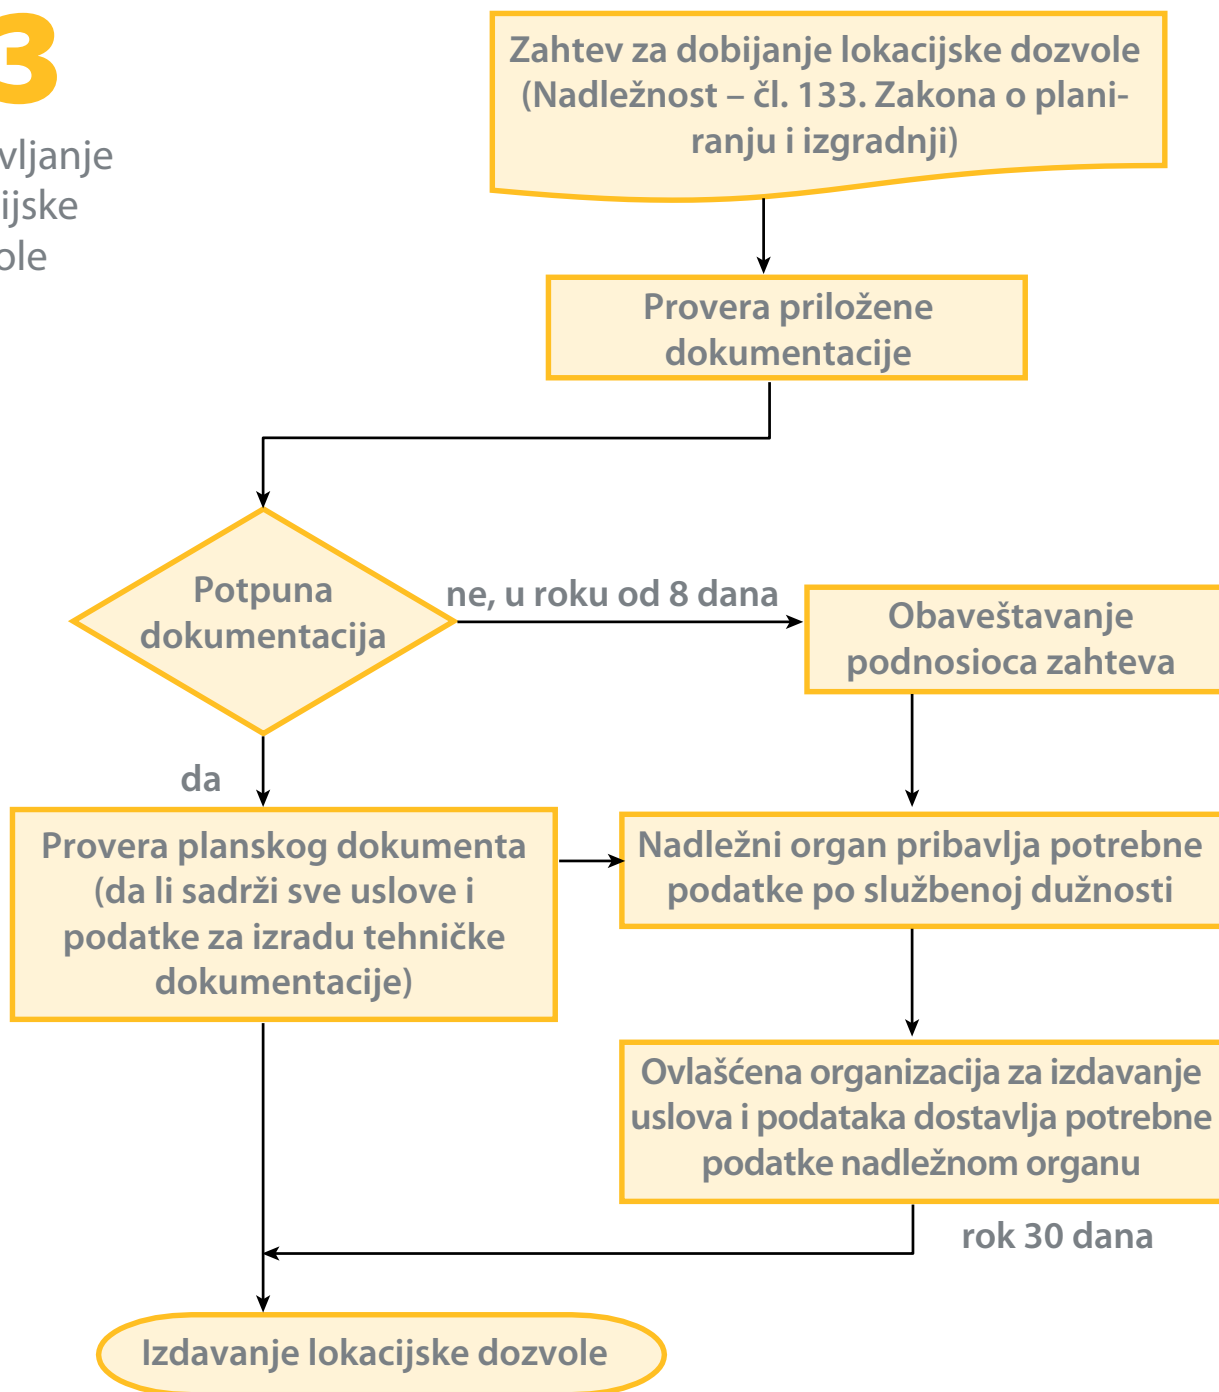 3
vljanje
ijske
ole
Zahtev za dobijanje lokacijske dozvole
(Nadležnost – čl. 133. Zakona o plani-
ranju i izgradnji)
Provera priložene
dokumentacije
Potpuna
dokumentacija
ne, u roku od 8 dana
Obaveštavanje
podnosioca zahteva
da
Provera planskog dokumenta
(da li sadrži sve uslove i
podatke za izradu tehničke
dokumentacije)
Nadležni organ pribavlja potrebne
podatke po službenoj dužnosti
Ovlašćena organizacija za izdavanje
uslova i podataka dostavlja potrebne
podatke nadležnom organu
rok 30 dana
Izdavanje lokacijske dozvole